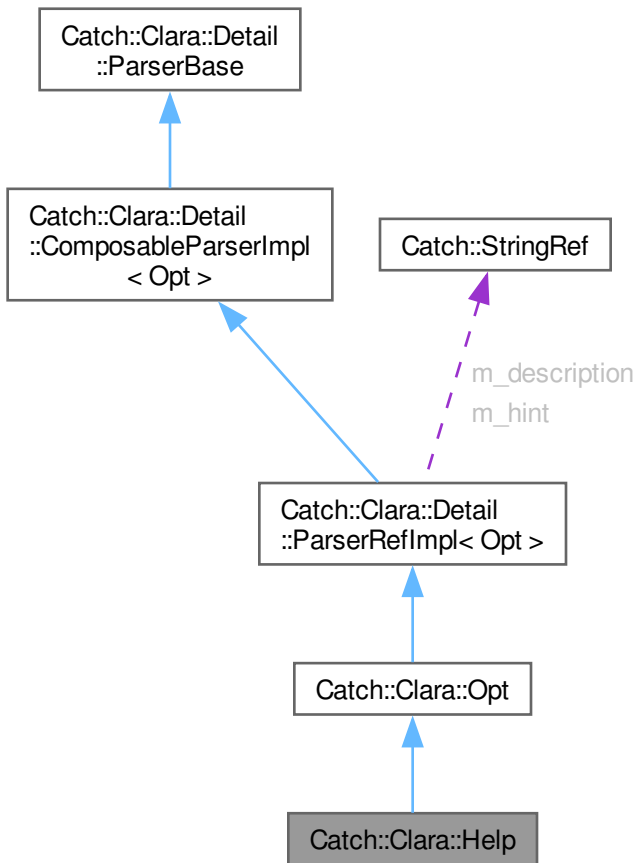 Catch::Clara::Detail
::ParserBase
Catch::Clara::Detail
::ComposableParserImpl
< Opt >
Catch::StringRef
m_description
m_hint
Catch::Clara::Detail
::ParserRefImpl< Opt >
Catch::Clara::Opt
Catch::Clara::Help